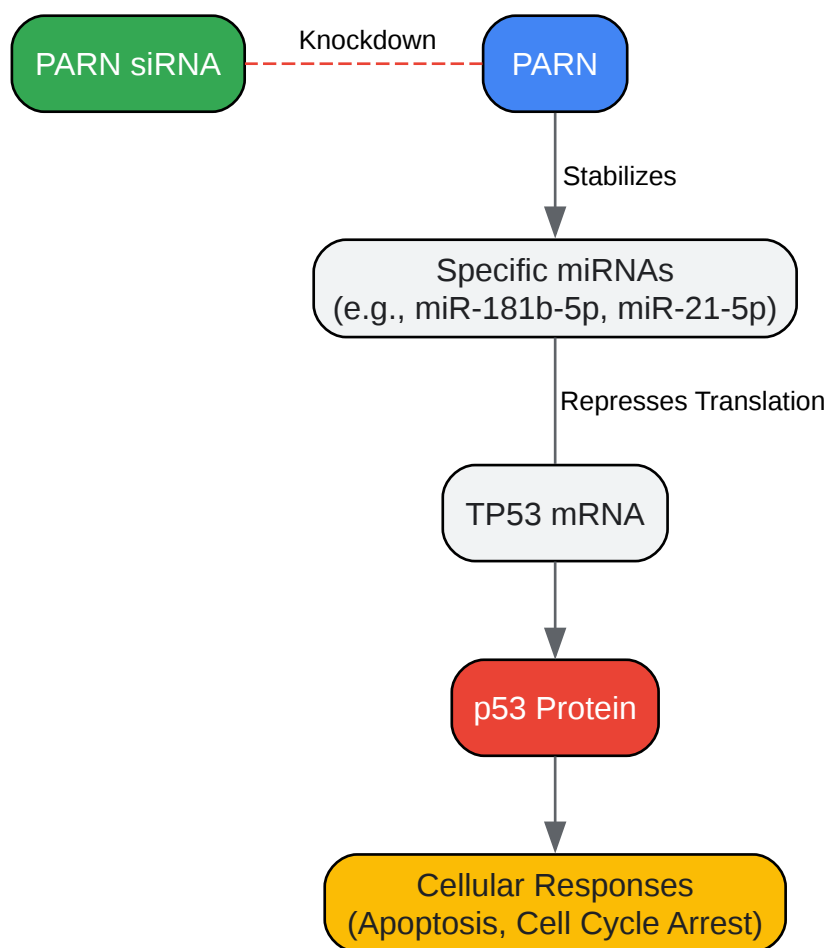 PARN siRNA
Knockdown
PARN
Stabilizes
Specific miRNAs
(e.g., miR-181b-5p, miR-21-5p)
Represses Translation
TP53 mRNA
p53 Protein
Cellular Responses
(Apoptosis, Cell Cycle Arrest)